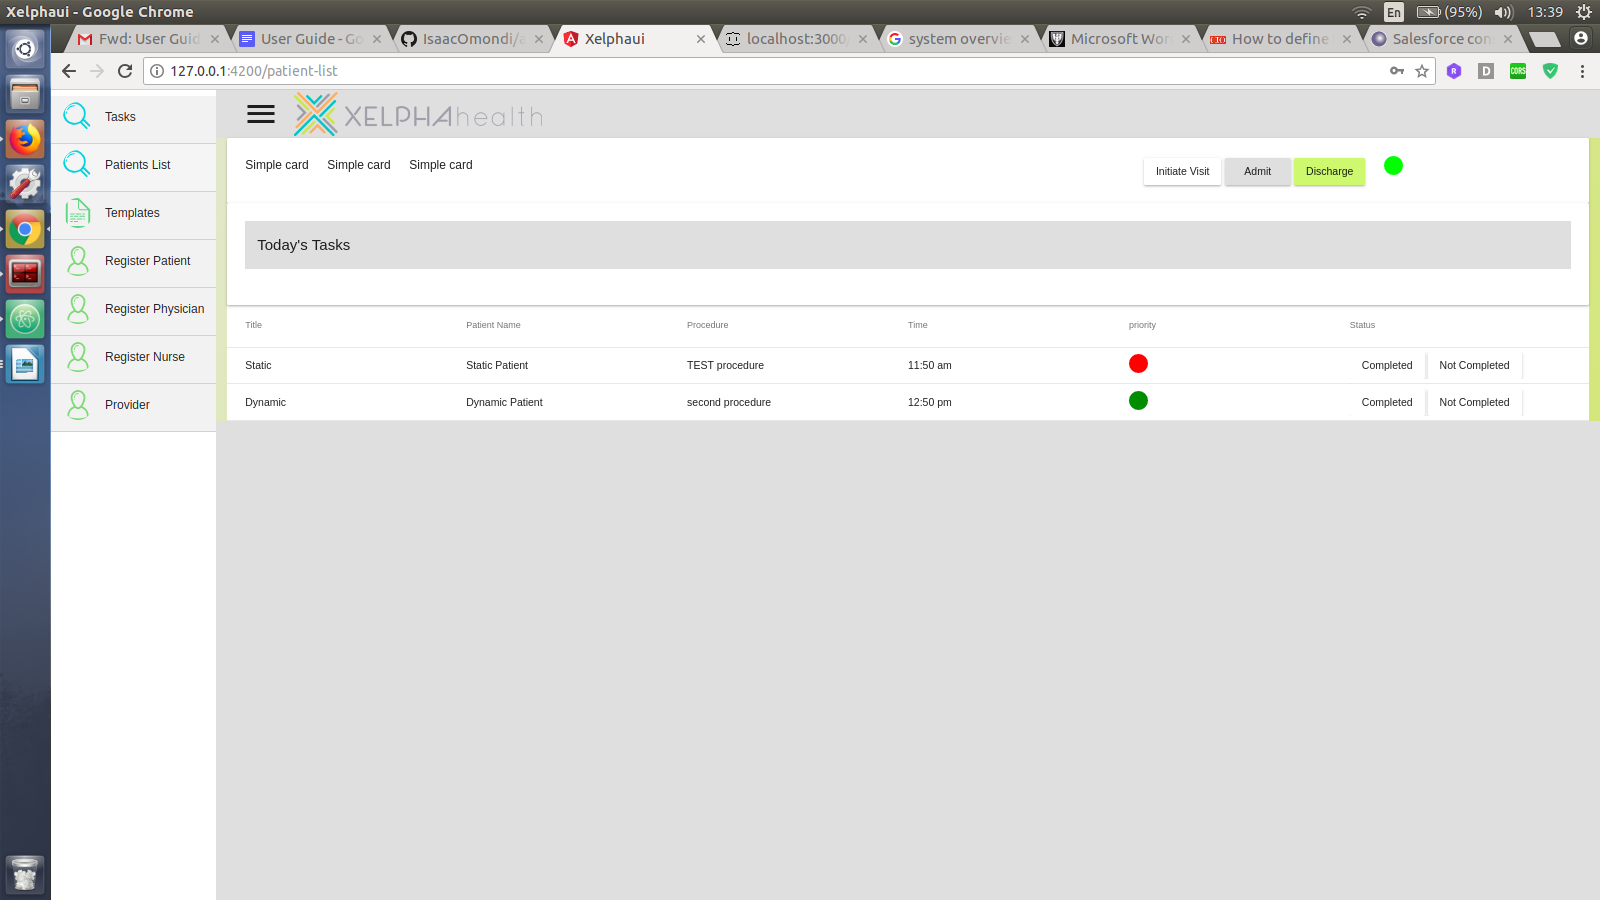 Xelphaui - Google Chrome
En
(95%)
13:39
Fwd: User Guid
User Guide - Go
IsaacOmondi/a
Xelphaui
localhost:3000/
system overvie
Microsoft Wor
How to define
Salesforce con
127.0.0.1:4200/patient-list
R
D
CORS
Tasks
Patients List
Templates
Register Patient
Register Physician
Register Nurse
Provider
XELPHAhealth
Simple card
Simple card
Simple card
Initiate Visit
Admit
Discharge
Today's Tasks
Title Patient Name Procedure Time priority Status
Static Static Patient TEST procedure 11:50 am Completed Not Completed
Dynamic Dynamic Patient second procedure 12:50 pm Completed Not Completed